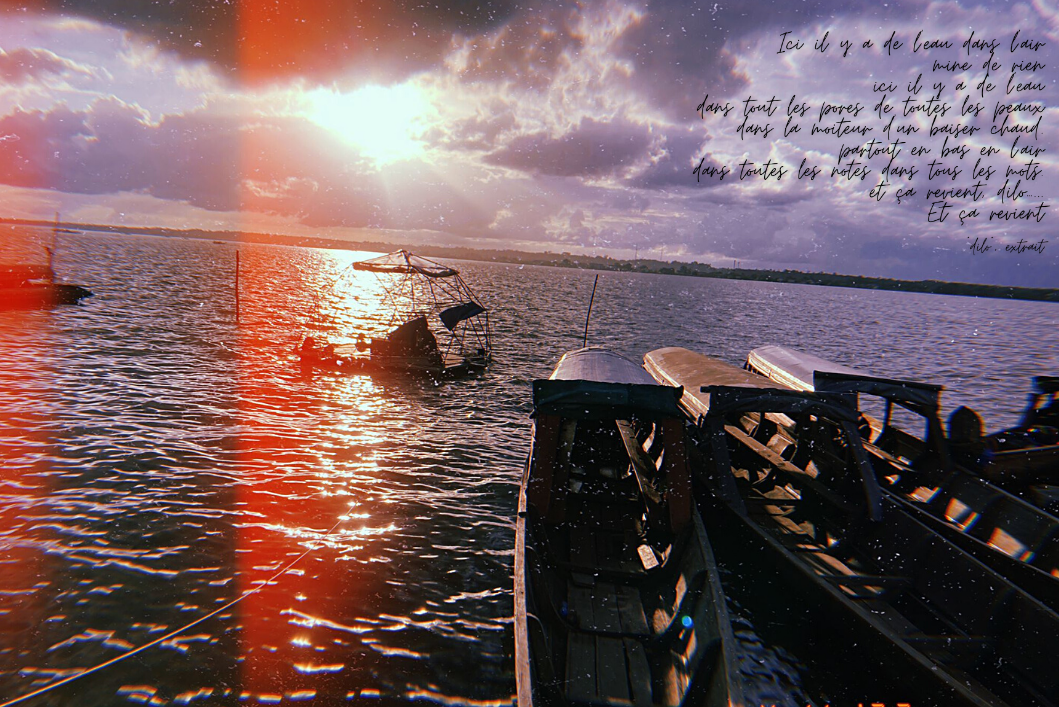 Ici il y a de l'eau dans l'air
mine de rien
ici il y a de l'eau
dans tout les pores de toutes les peaux
dans la moiteur d'un baiser chaud
partout en bas en l'air
dans toutes les notes dans tous les mots.
et ça revient, dilo......
Et ça revient
"dilo".. extrait